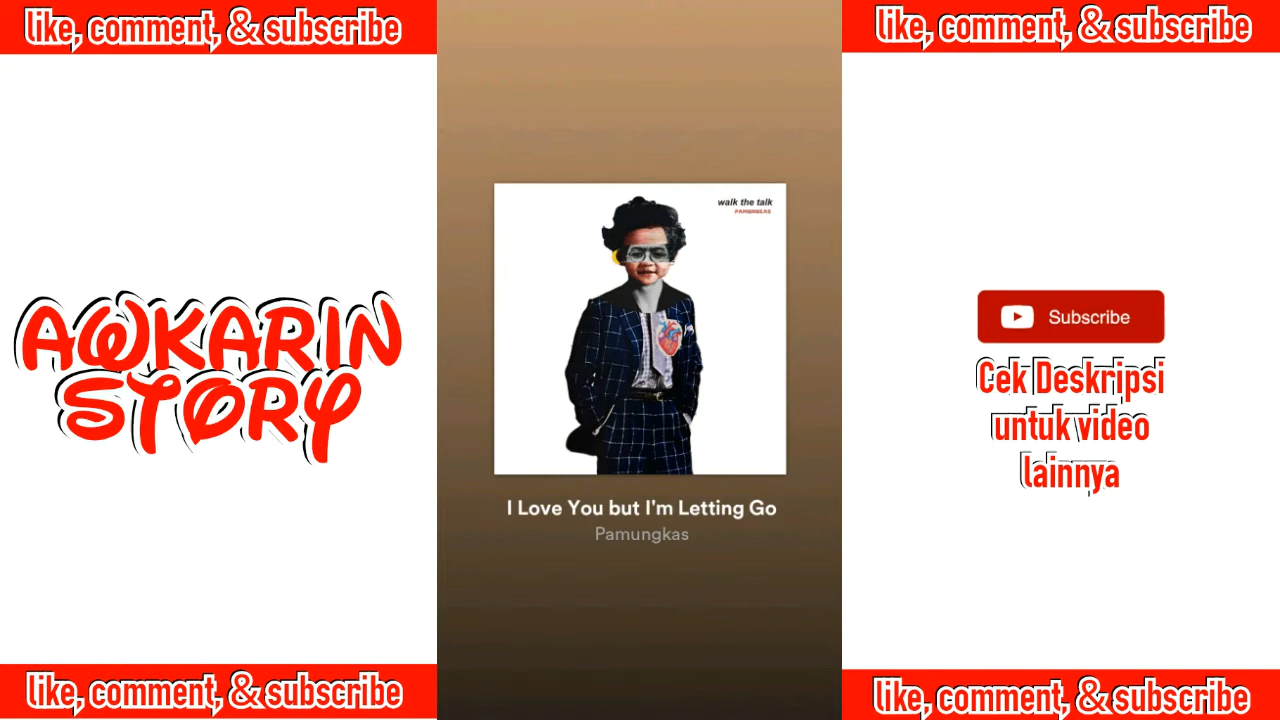 like, comment, & subscribe
like, comment, & subscribe
AWKARIN
STORY
walk the talk
PAMUNGKAS
I Love You but I'm Letting Go
Pamungkas
Subscribe
Cek Deskripsi
untuk video
lainnya
like, comment, & subscribe
like, comment, & subscribe